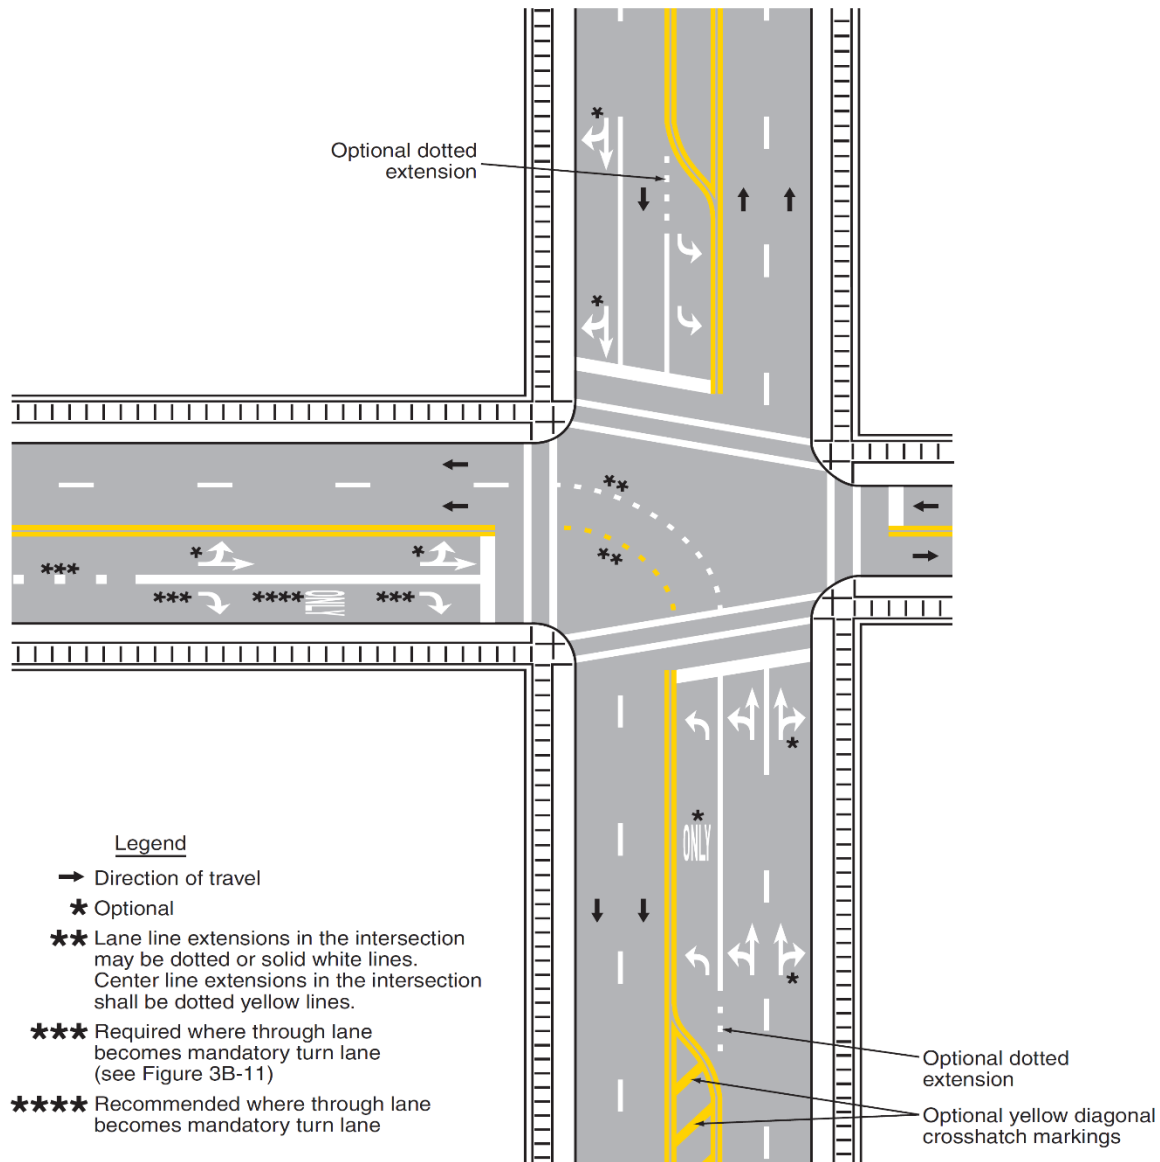 Optional dotted
extension
*
*
**
**
*
*
***
***
****
ONLY
***
*
*
ONLY
*
Legend
Direction of travel
* Optional
** Lane line extensions in the intersection
may be dotted or solid white lines.
Center line extensions in the intersection
shall be dotted yellow lines.
*** Required where through lane
becomes mandatory turn lane
(see Figure 3B-11)
**** Recommended where through lane
becomes mandatory turn lane
Optional dotted
extension
Optional yellow diagonal
crosshatch markings